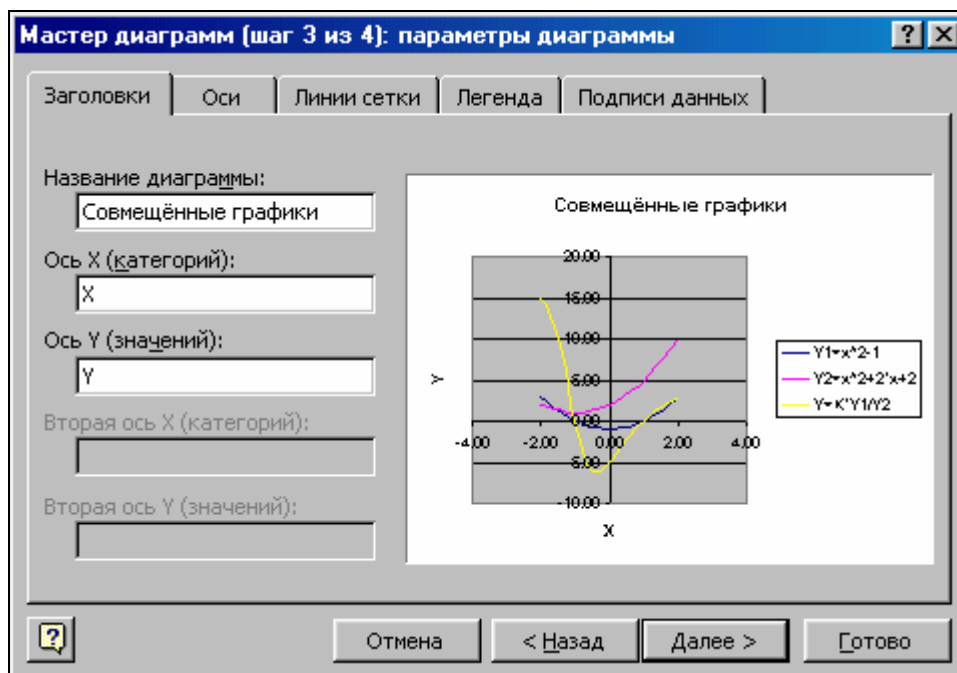 Мастер диаграмм (шаг 3 из 4): параметры диаграммы
Заголовки
Оси
Линии сетки
Легенда
Подписи данных
Название диаграммы:
Совмещённые графики
Ось X (категорий):
X
Ось Y (значений):
Y
Вторая ось X (категорий):
Вторая ось Y (значений):
Совмещённые графики
20.00
15.00
10.00
5.00
0.00
-5.00
-10.00
-4.00 -2.00 0.00 2.00 4.00
Y
X
Y1=x^2-1
Y2=x^2+2*x+2
Y=K*Y1/Y2
Отмена
< Назад
Далее >
Готово